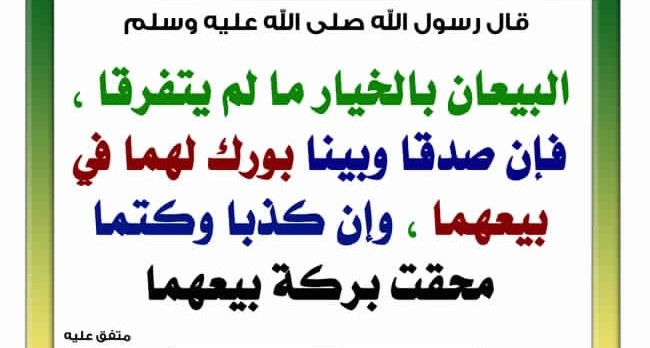 قال رسول الله صلى الله عليه وسلم
البيعان بالخيار ما لم يتفرقا ،
فإن صدقا وبينا بورك لهما في
بيعهما ، وإن كذبا وكتما
محقت بركة بيعهما
متفق عليه